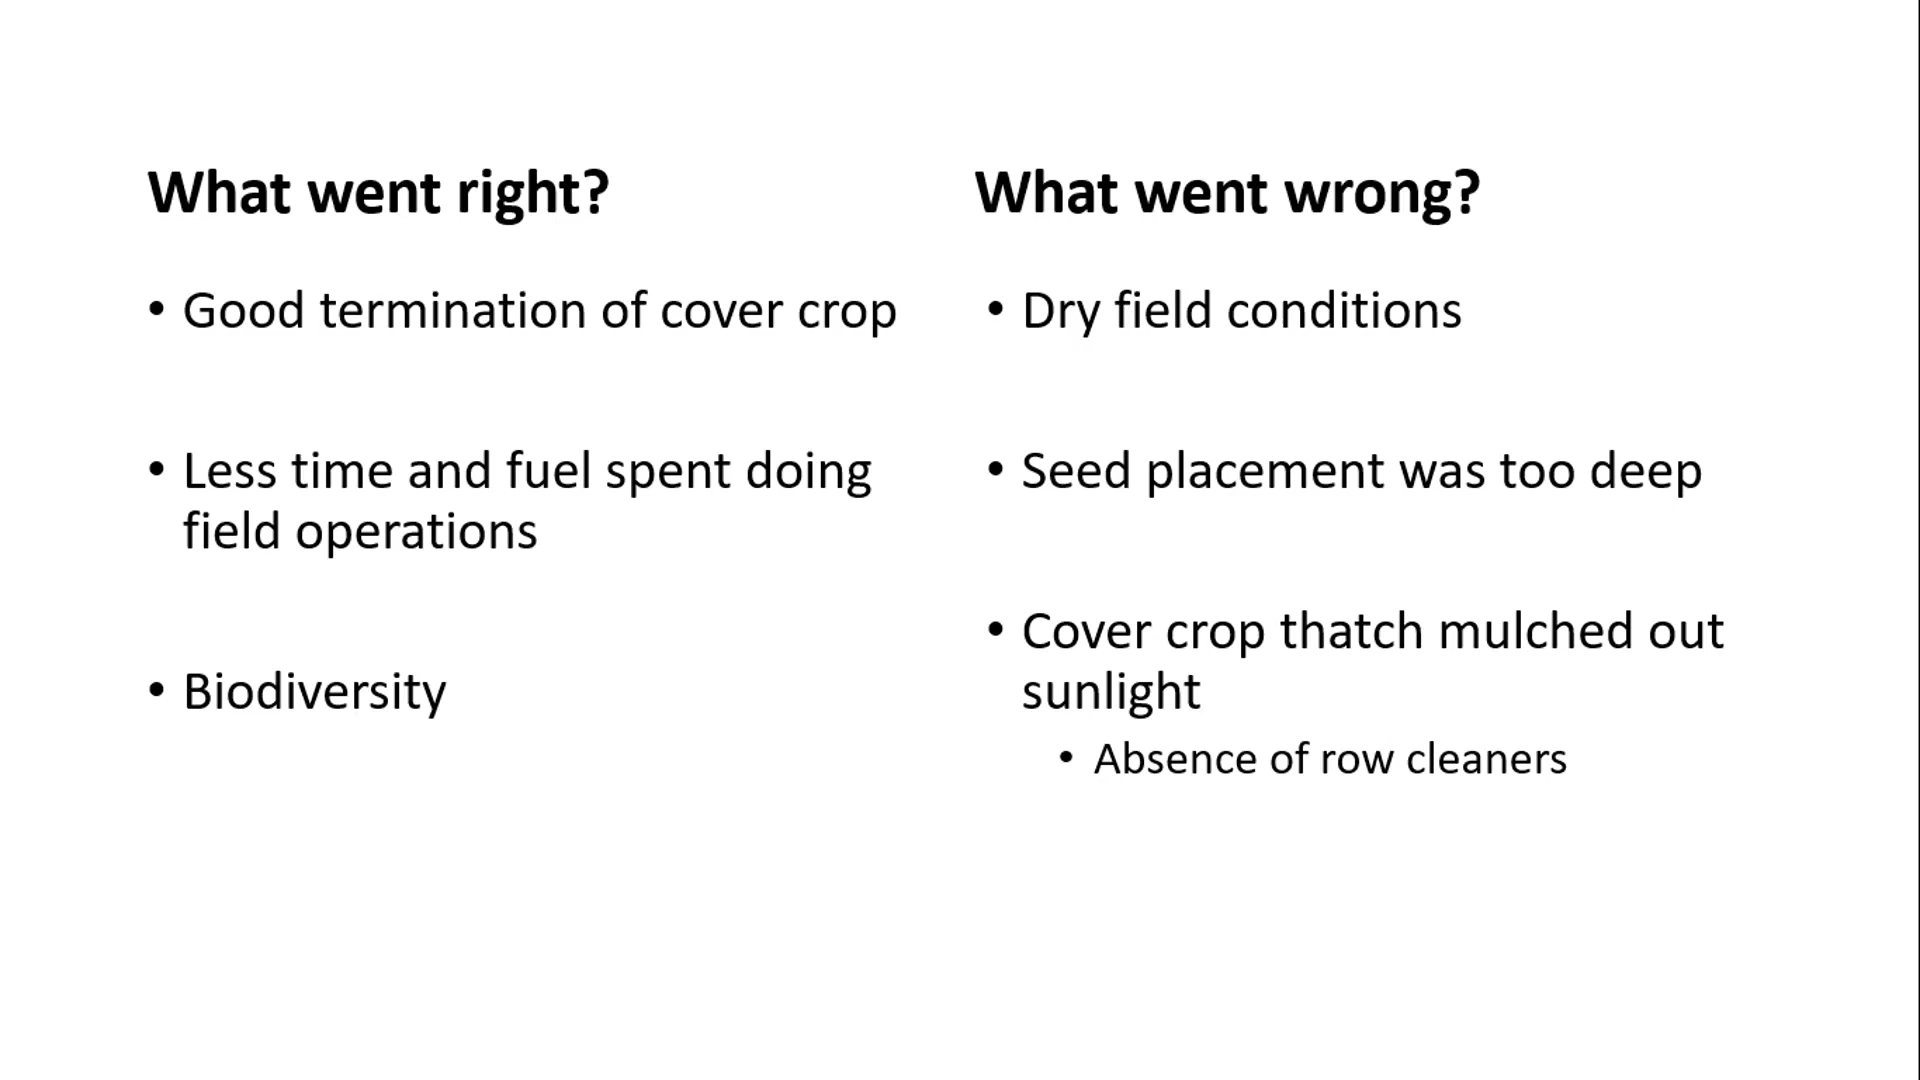 What went right?
• Good termination of cover crop
• Less time and fuel spent doing
field operations
• Biodiversity
What went wrong?
• Dry field conditions
• Seed placement was too deep
• Cover crop thatch mulched out
sunlight
• Absence of row cleaners